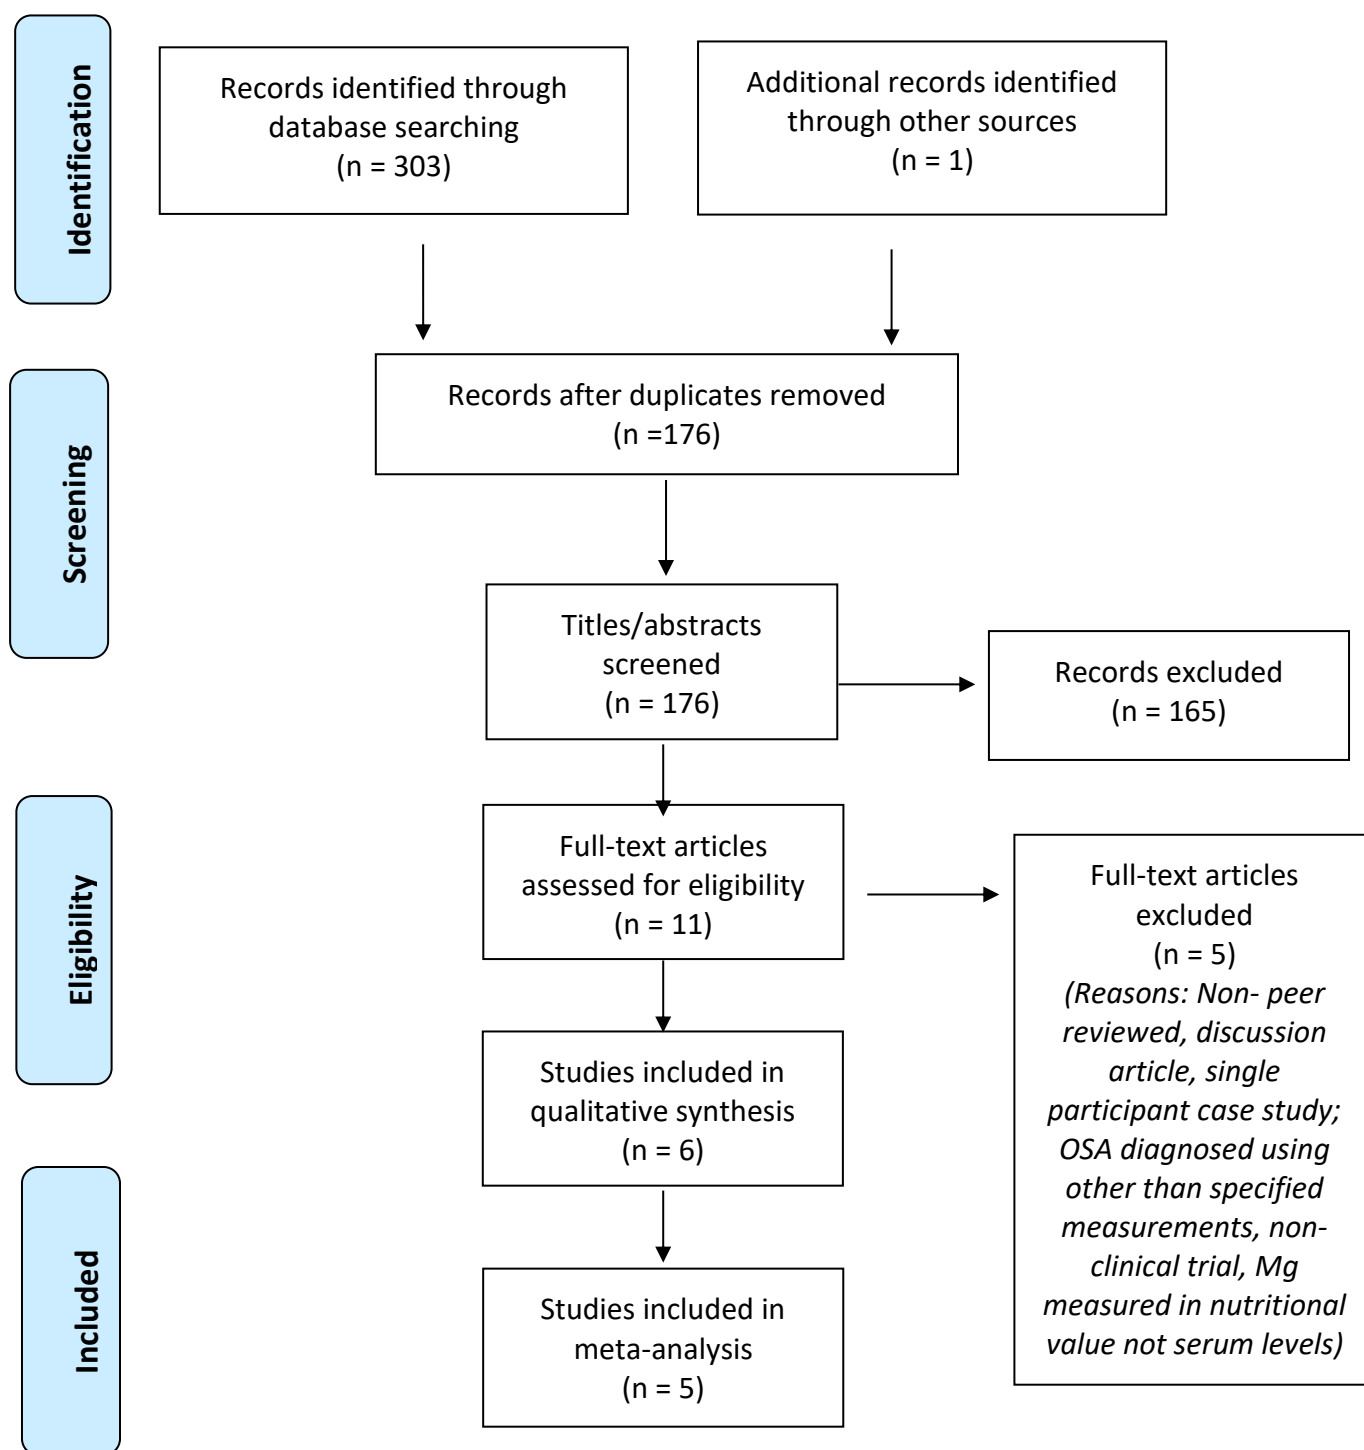 Identification
Records identified through
database searching
(n = 303)
Additional records identified
through other sources
(n = 1)
Screening
Records after duplicates removed
(n =176)
Titles/abstracts
screened
(n = 176)
Records excluded
(n = 165)
Eligibility
Full-text articles
assessed for eligibility
(n = 11)
Full-text articles
excluded
(n = 5)
(Reasons: Non- peer
reviewed, discussion
article, single
participant case study;
OSA diagnosed using
other than specified
measurements, non-
clinical trial, Mg
measured in nutritional
value not serum levels)
Studies included in
qualitative synthesis
(n = 6)
Included
Studies included in
meta-analysis
(n = 5)